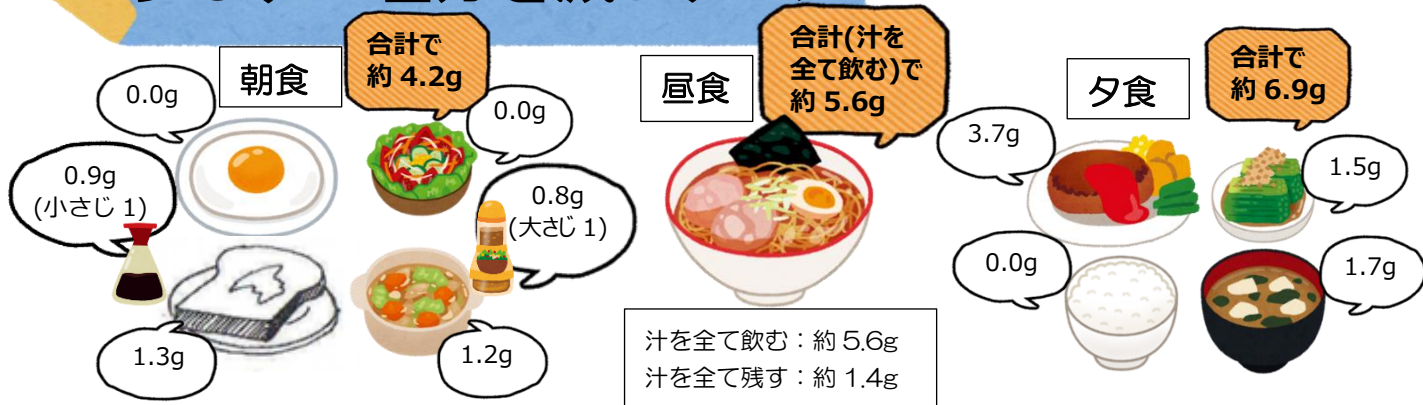 朝食
合計で
約 4.2g
0.0g
0.0g
0.9g
(小さじ 1)
0.8g
(大さじ 1)
1.3g
1.2g
昼食
合計(汁を
全て飲む)で
約 5.6g
汁を全て飲む：約 5.6g
汁を全て残す：約 1.4g
夕食
合計で
約 6.9g
3.7g
1.5g
0.0g
1.7g